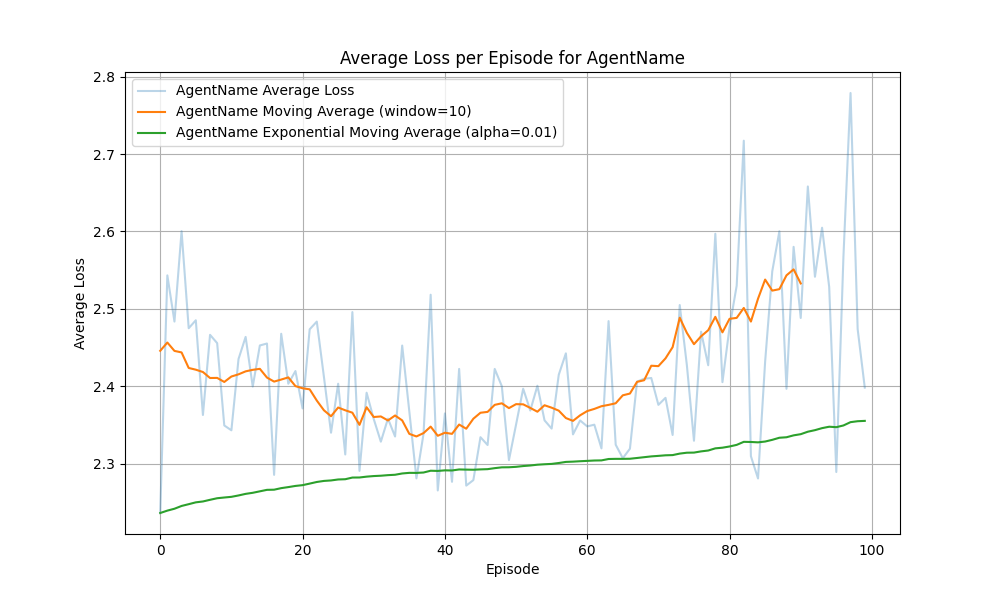 Average Loss per Episode for AgentName
AgentName Average Loss
AgentName Moving Average (window=10)
AgentName Exponential Moving Average (alpha=0.01)
2.8
2.7
2.6
2.5
2.4
2.3
Average Loss
0 20 40 60 80 100
Episode